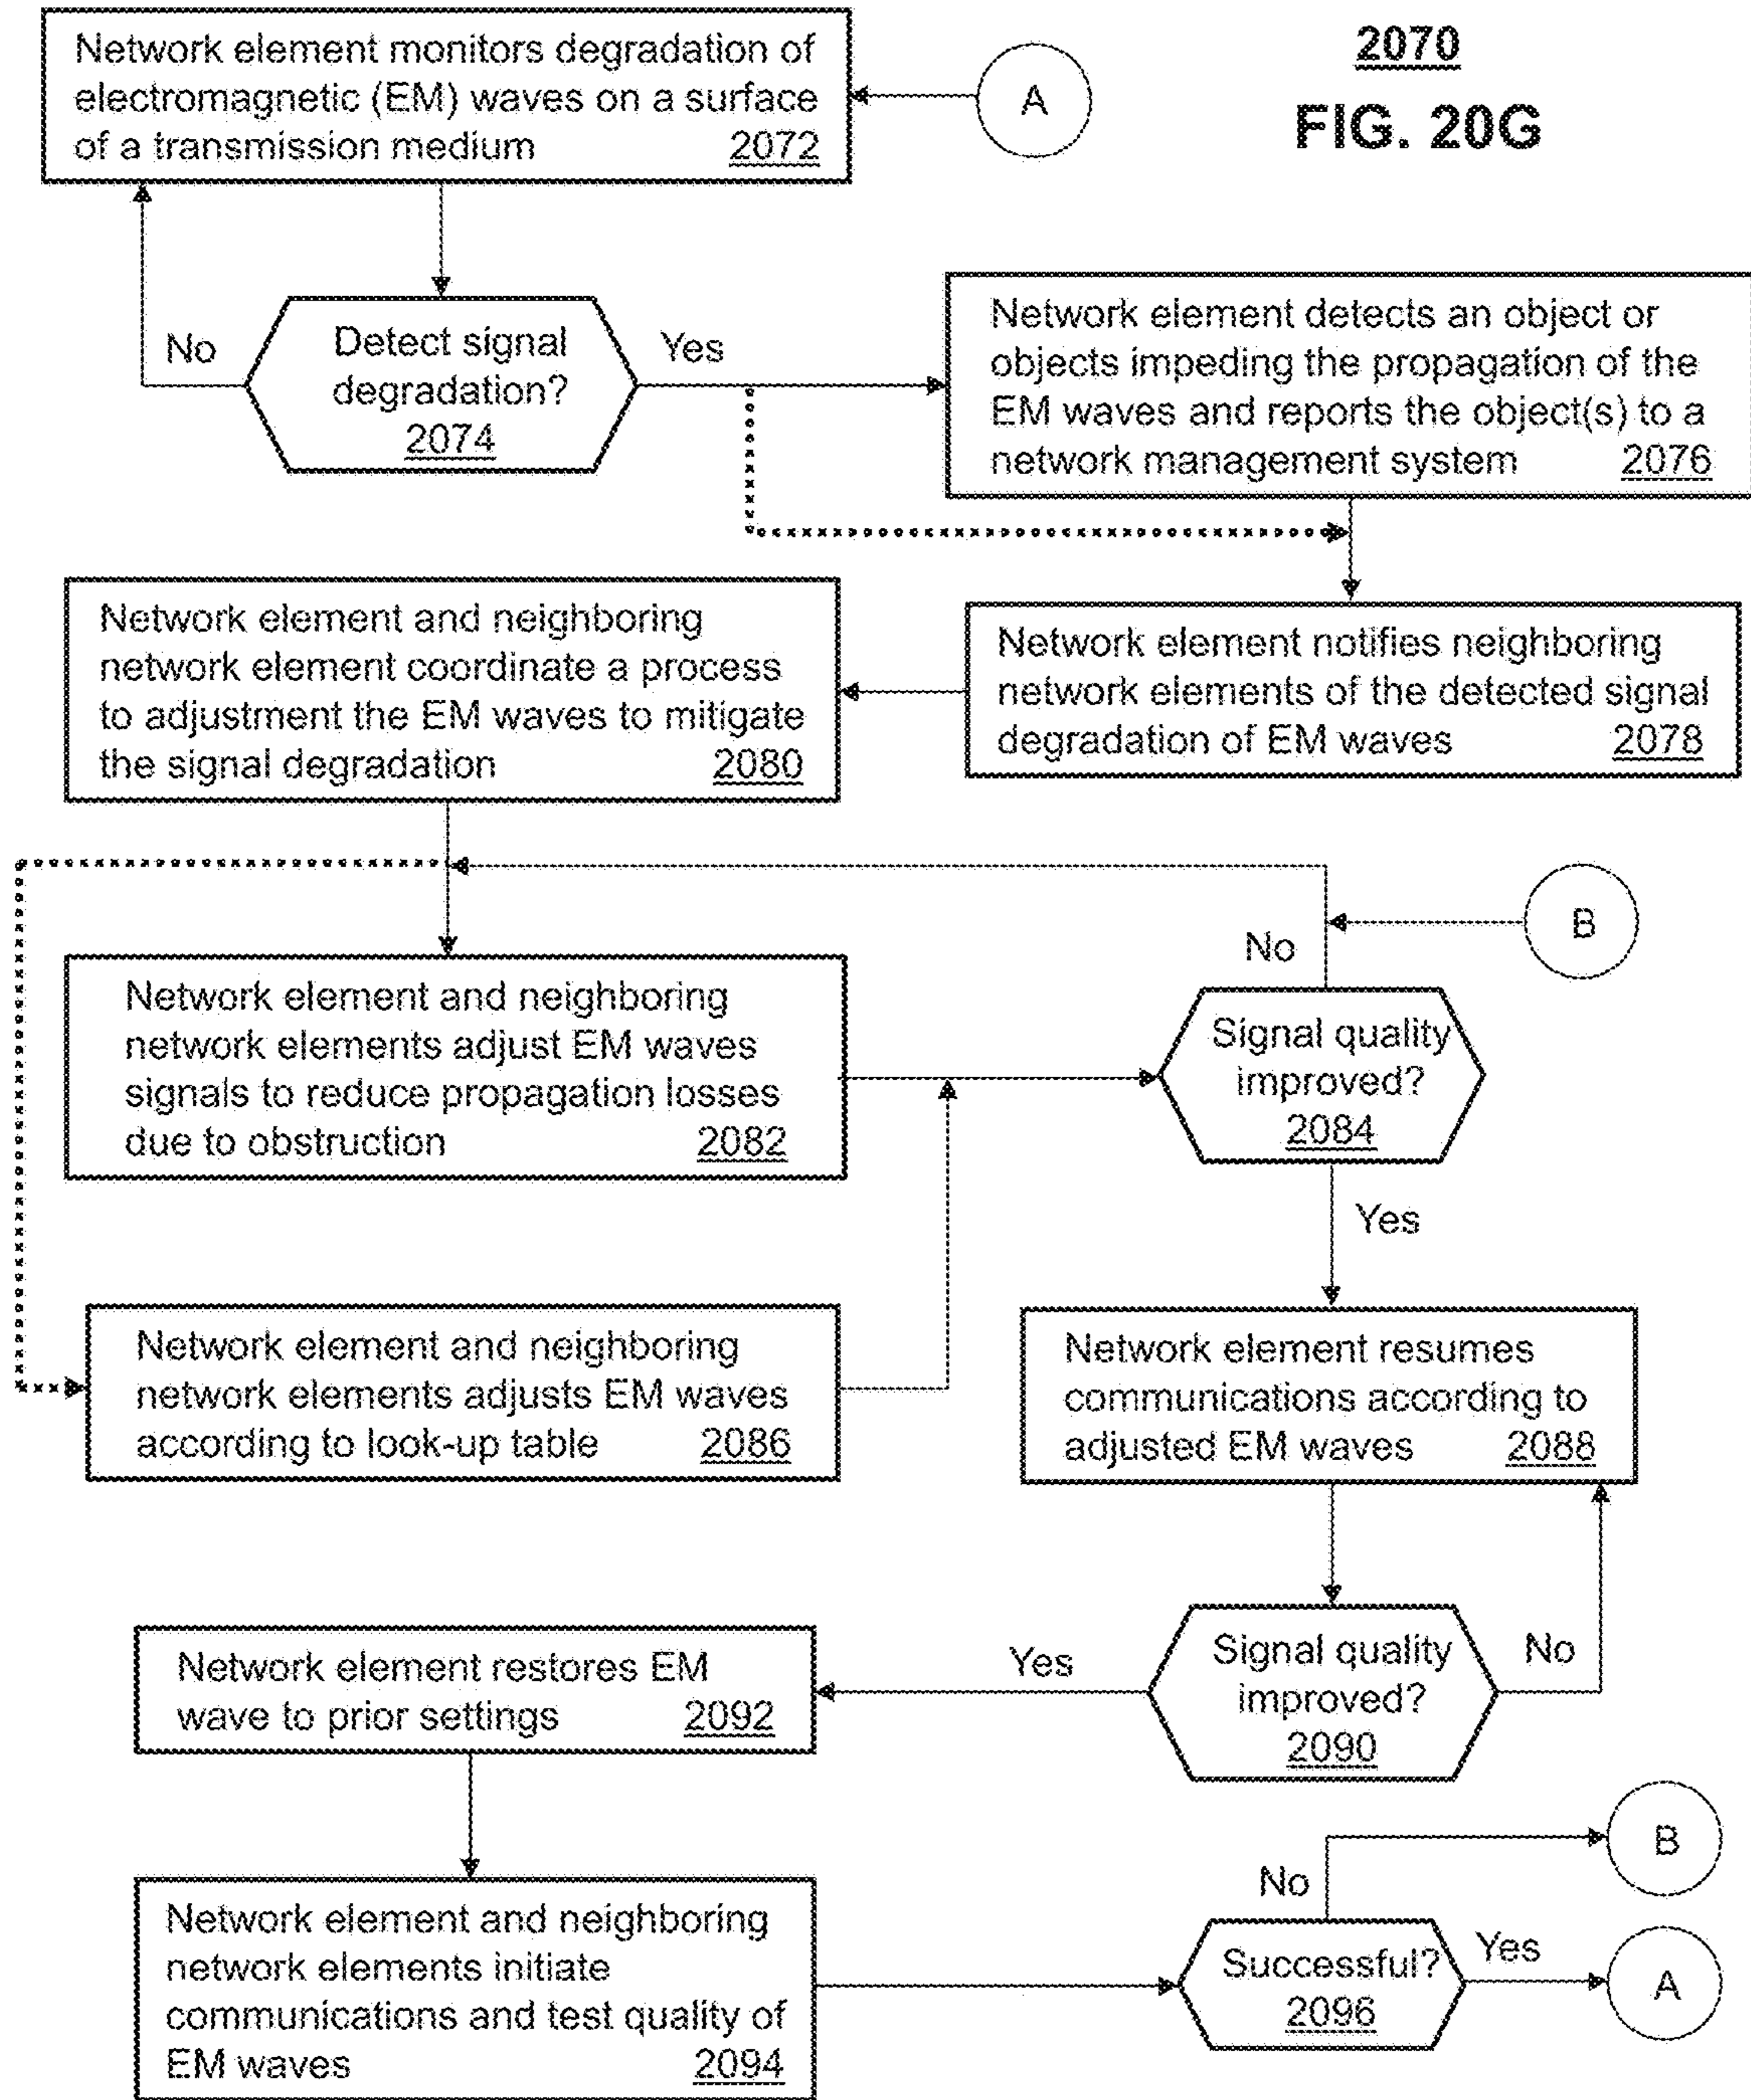 2070
FIG. 20G
Network element monitors degradation of
electromagnetic (EM) waves on a surface
of a transmission medium 2072
A
Detect signal
degradation?
2074
No
Yes
Network element detects an object or
objects impeding the propagation of the
EM waves and reports the object(s) to a
network management system 2076
Network element notifies neighboring
network elements of the detected signal
degradation of EM waves 2078
Network element and neighboring
network element coordinate a process
to adjustment the EM waves to mitigate
the signal degradation 2080
B
No
Network element and neighboring
network elements adjust EM waves
signals to reduce propagation losses
due to obstruction 2082
Signal quality
improved?
2084
Yes
Network element and neighboring
network elements adjusts EM waves
according to look-up table 2086
Network element resumes
communications according to
adjusted EM waves 2088
Signal quality
improved?
2090
Yes
No
Network element restores EM
wave to prior settings 2092
Network element and neighboring
network elements initiate
communications and test quality of
EM waves 2094
Successful?
2096
No
B
Yes
A